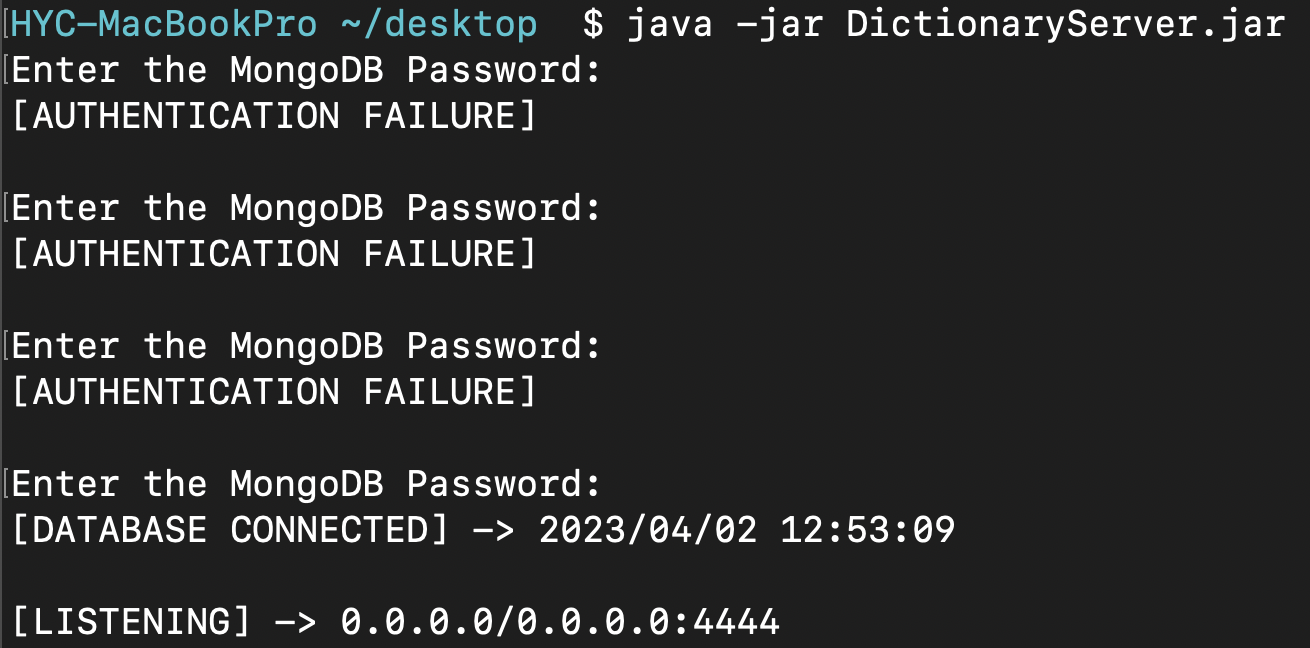 HYC-MacBookPro ~/desktop  $ java -jar DictionaryServer.jar
Enter the MongoDB Password:
[AUTHENTICATION FAILURE]
Enter the MongoDB Password:
[AUTHENTICATION FAILURE]
Enter the MongoDB Password:
[AUTHENTICATION FAILURE]
Enter the MongoDB Password:
[DATABASE CONNECTED] -> 2023/04/02 12:53:09
[LISTENING] -> 0.0.0.0/0.0.0.0:4444